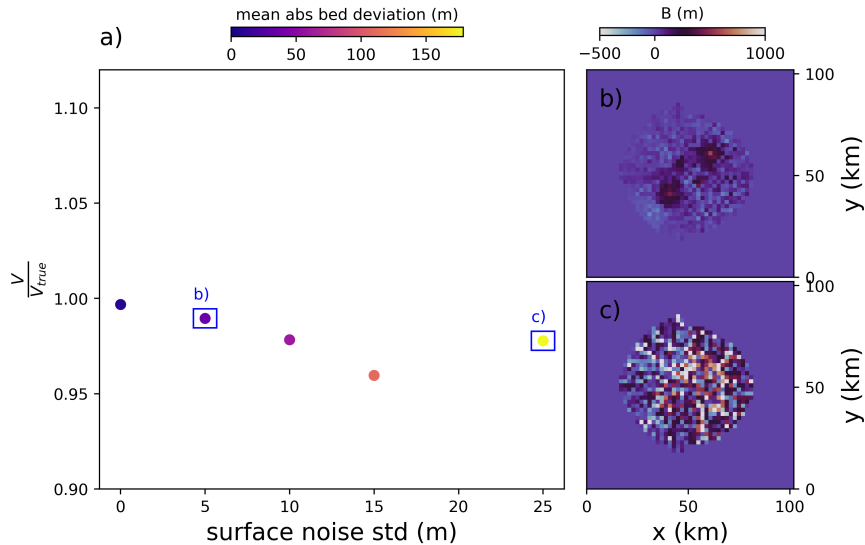 a)
mean abs bed deviation (m)
0 50 100 150
B (m)
−500 0 1000
1.10
1.05
1.00
0.95
0.90
V
V_true
b)
c)
0 5 10 15 20 25
surface noise std (m)
b)
100
50
0
y (km)
c)
100
50
0
y (km)
0 50 100
x (km)